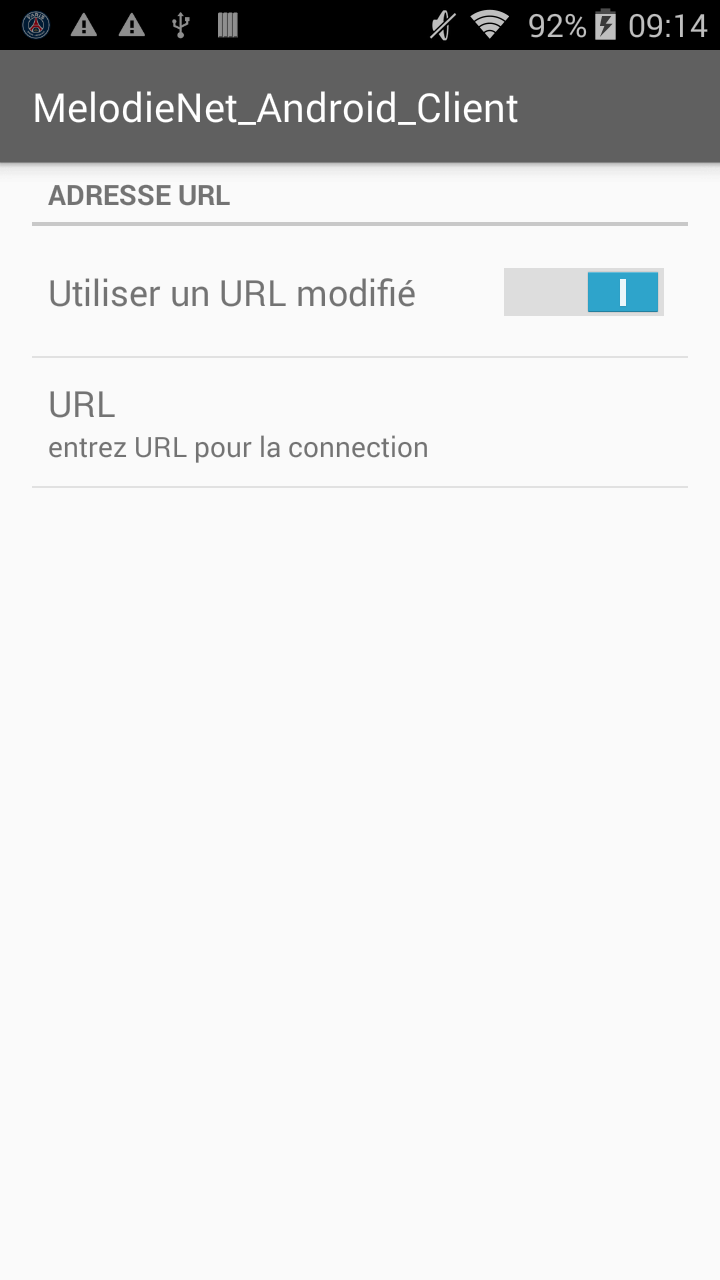 92% 09:14
MelodieNet_Android_Client
ADRESSE URL
Utiliser un URL modifié
URL
entrez URL pour la connection